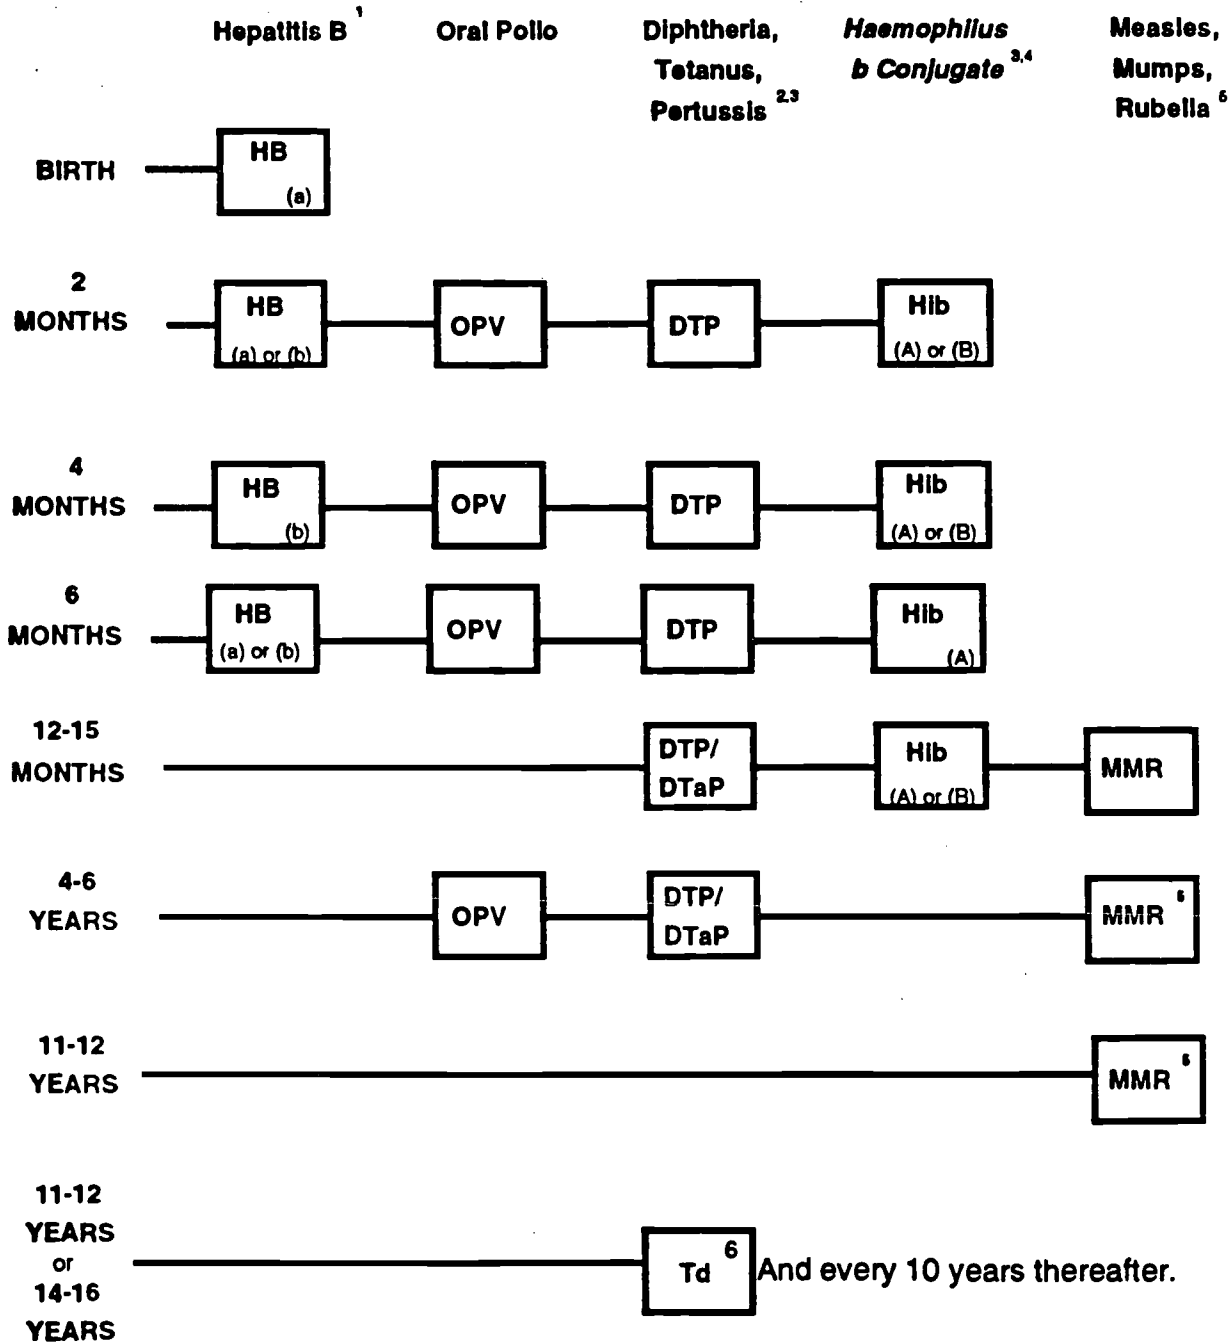 Hepatitis B 1
Oral Polio
Diphtheria,
Tetanus,
Pertussis 2,3
Haemophilus
b Conjugate 3,4
Measles,
Mumps,
Rubella 5
BIRTH
HB
(a)
2
MONTHS
HB
(a) or (b)
OPV
DTP
Hib
(A) or (B)
4
MONTHS
HB
(b)
OPV
DTP
Hib
(A) or (B)
6
MONTHS
HB
(a) or (b)
OPV
DTP
Hib
(A)
12-15
MONTHS
DTP/
DTaP
Hib
(A) or (B)
MMR
4-6
YEARS
OPV
DTP/
DTaP
MMR 5
11-12
YEARS
MMR 5
11-12
YEARS
or
14-16
YEARS
Td 6
And every 10 years thereafter.